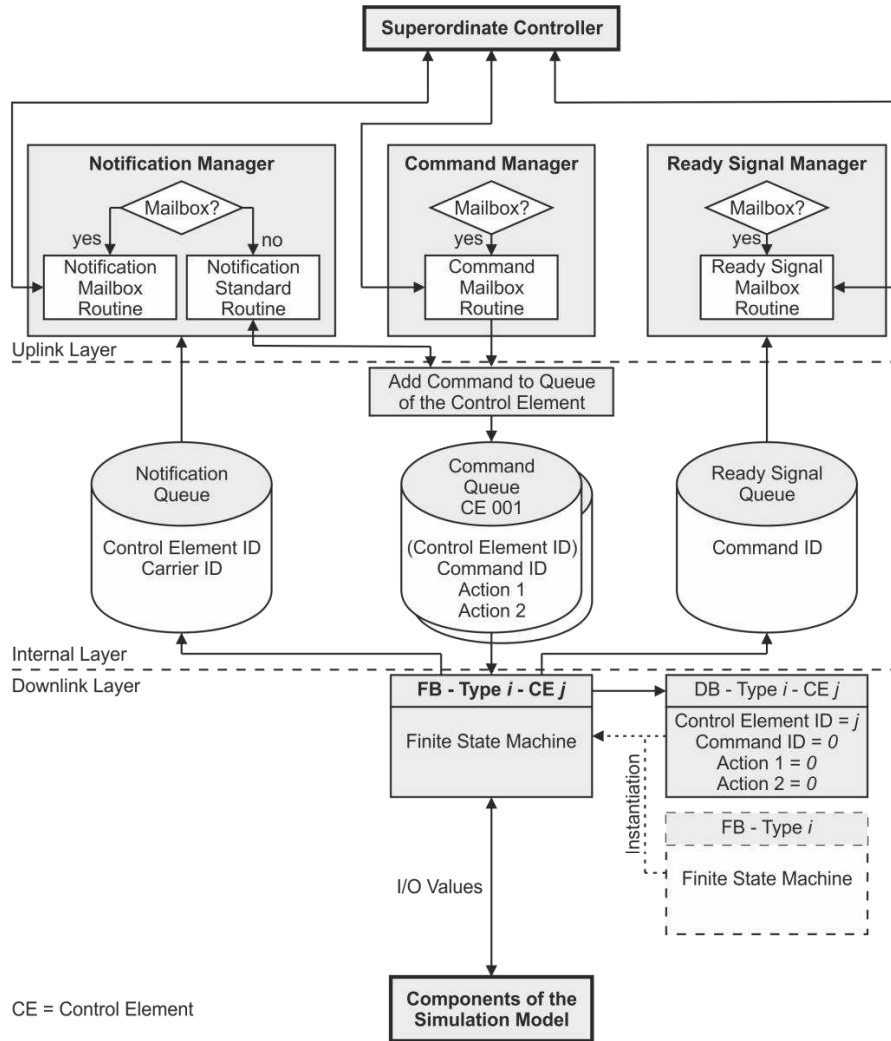 Superordinate Controller
Notification Manager
Mailbox?
yes
no
Notification
Mailbox
Routine
Notification
Standard
Routine
Command Manager
Mailbox?
yes
Command
Mailbox
Routine
Ready Signal Manager
Mailbox?
yes
Ready Signal
Mailbox
Routine
Uplink Layer
Add Command to Queue
of the Control Element
Notification
Queue
Control Element ID
Carrier ID
Command
Queue
CE 001
(Control Element ID)
Command ID
Action 1
Action 2
Ready Signal
Queue
Command ID
Internal Layer
Downlink Layer
FB - Type i - CE j
Finite State Machine
DB - Type i - CE j
Control Element ID = j
Command ID = 0
Action 1 = 0
Action 2 = 0
Instantiation
FB - Type i
Finite State Machine
I/O Values
Components of the
Simulation Model
CE = Control Element